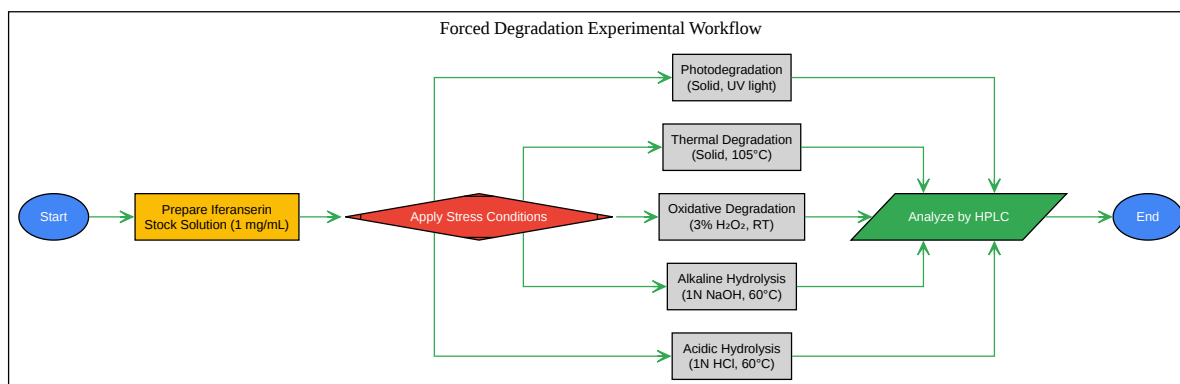 Forced Degradation Experimental Workflow
Start
Prepare Iferanserin
Stock Solution (1 mg/mL)
Apply Stress Conditions
Photodegradation
(Solid, UV light)
Thermal Degradation
(Solid, 105°C)
Oxidative Degradation
(3% H₂O₂, RT)
Alkaline Hydrolysis
(1N NaOH, 60°C)
Acidic Hydrolysis
(1N HCl, 60°C)
Analyze by HPLC
End